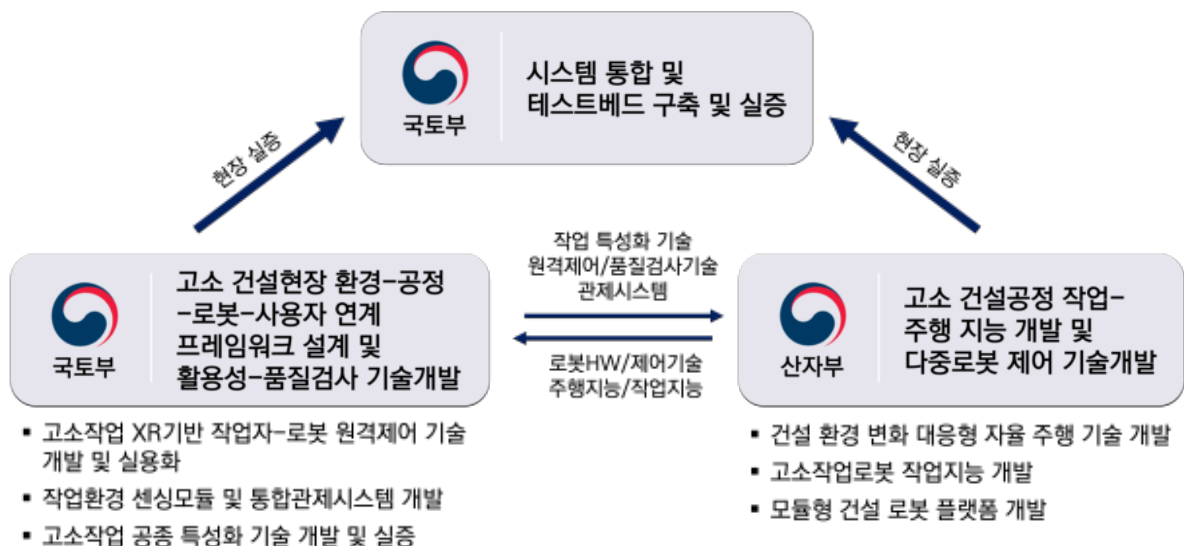 국토부
시스템 통합 및
테스트베드 구축 및 실증
현장 실증
현장 실증
국토부
고소 건설현장 환경-공정
-로봇-사용자 연계
프레임워크 설계 및
활용성-품질검사 기술개발
작업 특성화 기술
원격제어/품질검사기술
관제시스템
로봇HW/제어기술
주행지능/작업지능
산자부
고소 건설공정 작업-
주행 지능 개발 및
다중로봇 제어 기술개발
▪ 고소작업 XR기반 작업자-로봇 원격제어 기술
개발 및 실용화
▪ 작업환경 센싱모듈 및 통합관제시스템 개발
▪ 고소작업 공종 특성화 기술 개발 및 실증
▪ 건설 환경 변화 대응형 자율 주행 기술 개발
▪ 고소작업로봇 작업지능 개발
▪ 모듈형 건설 로봇 플랫폼 개발